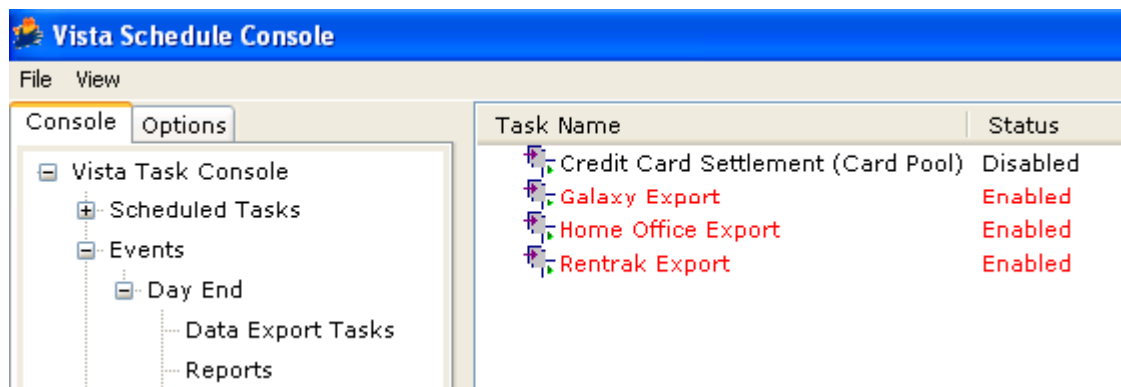 Vista Schedule Console
File View
Console Options
Vista Task Console
Scheduled Tasks
Events
Day End
Data Export Tasks
Reports
Task Name Status
Credit Card Settlement (Card Pool) Disabled
Galaxy Export Enabled
Home Office Export Enabled
Rentrak Export Enabled